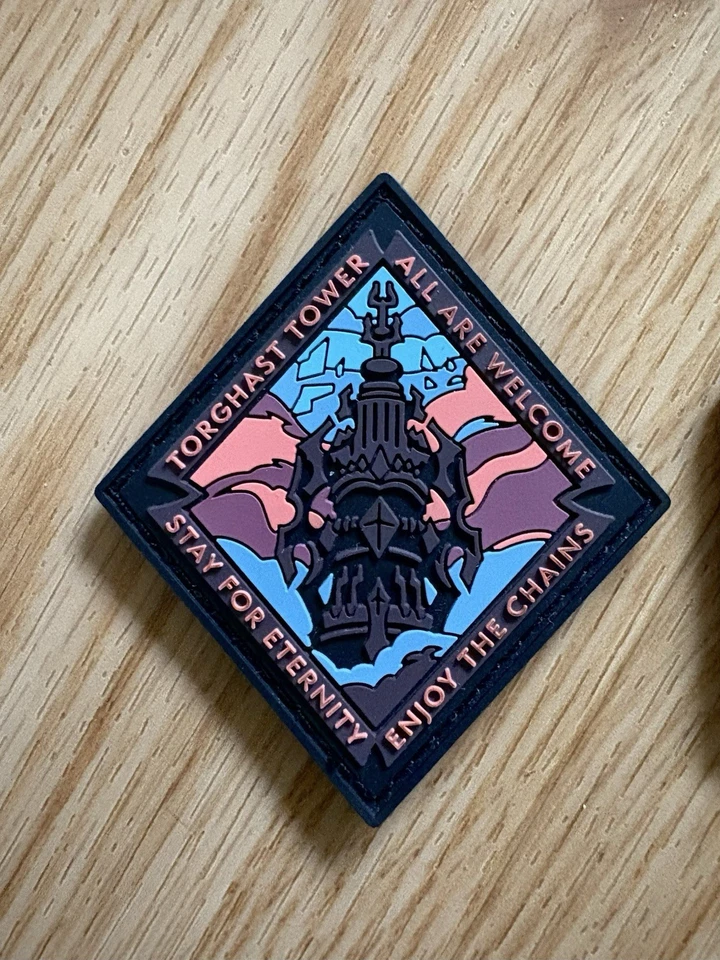 TORGHAST TOWER
ALL ARE WELCOME
STAY FOR ETERNITY
ENJOY THE CHAINS